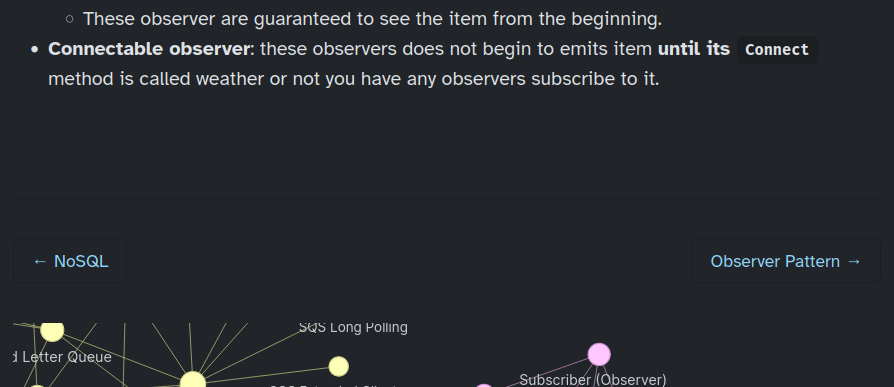 These observer are guaranteed to see the item from the beginning.
Connectable observer: these observers does not begin to emits item until its Connect
method is called weather or not you have any observers subscribe to it.
← NoSQL
Observer Pattern →
SQS Long Polling
d Letter Queue
Subscriber (Observer)